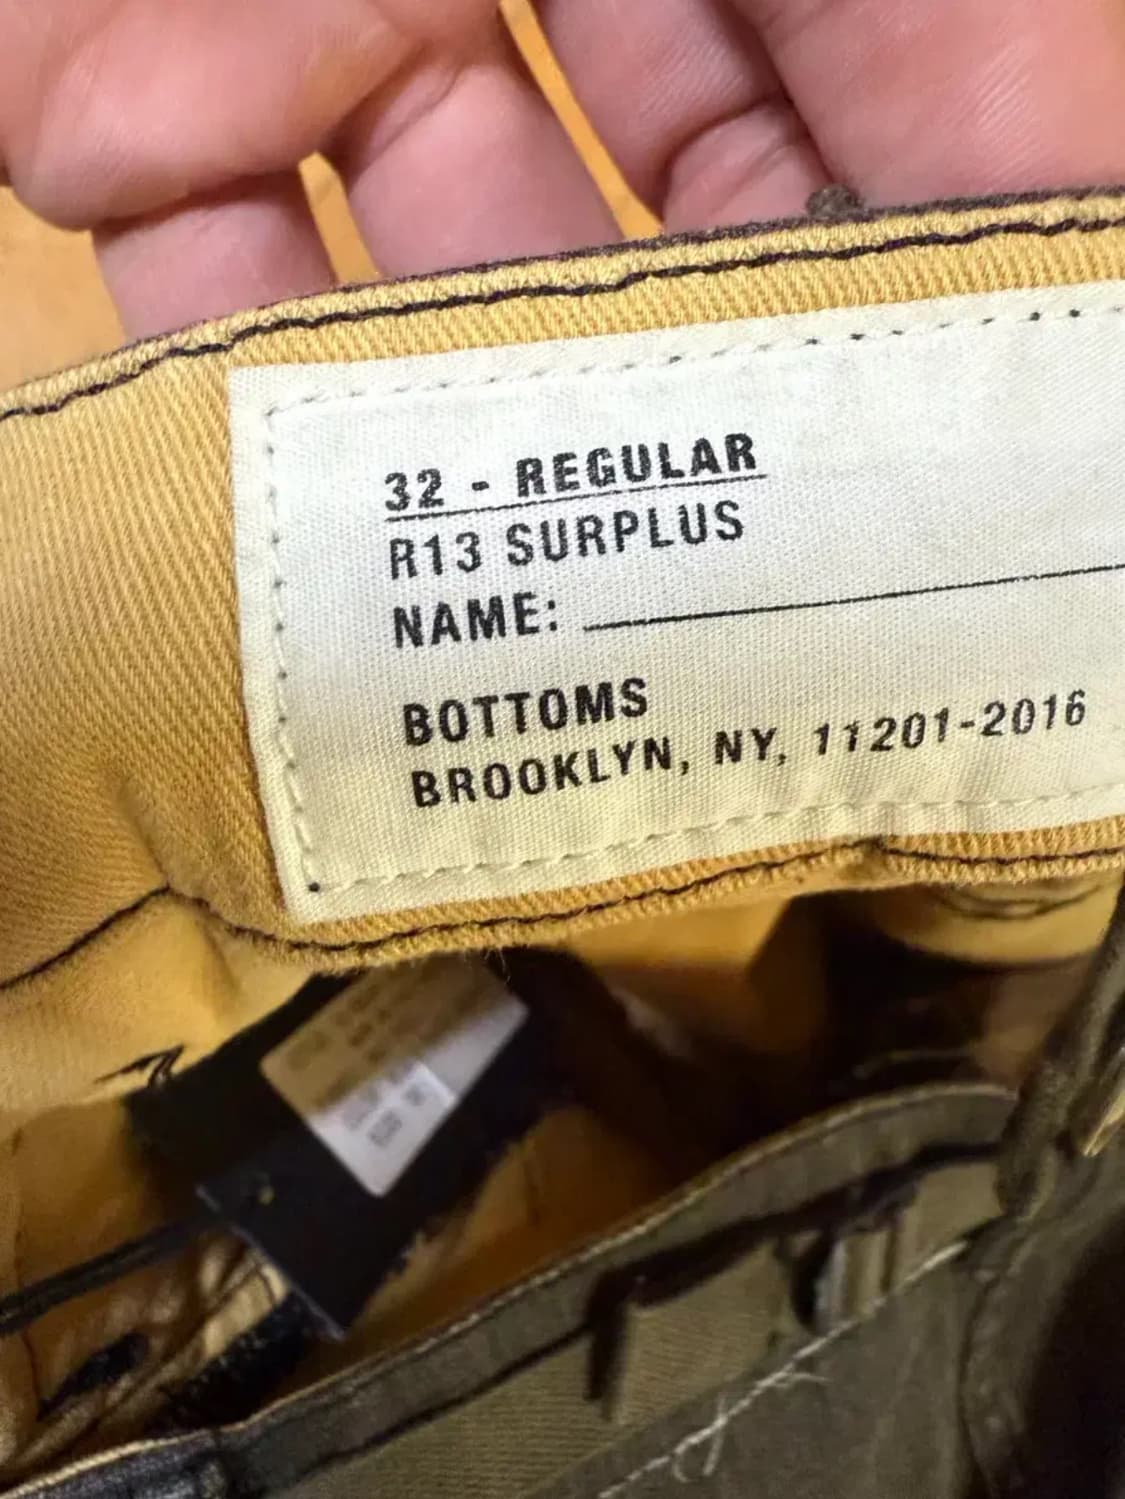 32 - REGULAR
R13 SURPLUS
NAME:
BOTTOMS
BROOKLYN, NY, 11201-2016